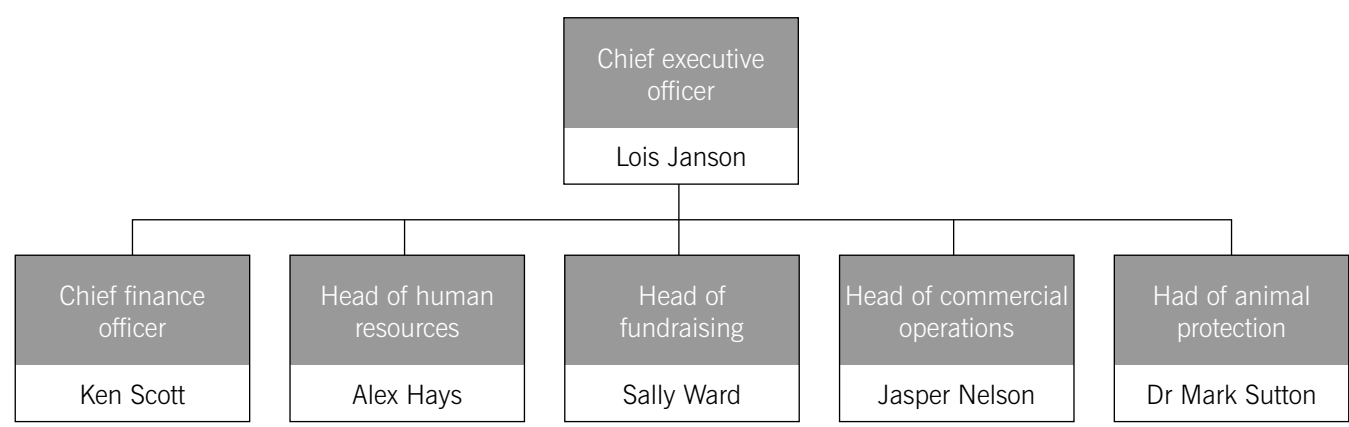 Chief executive
officer
Lois Janson
Chief finance
officer
Ken Scott
Head of human
resources
Alex Hays
Head of
fundraising
Sally Ward
Head of commercial
operations
Jasper Nelson
Had of animal
protection
Dr Mark Sutton